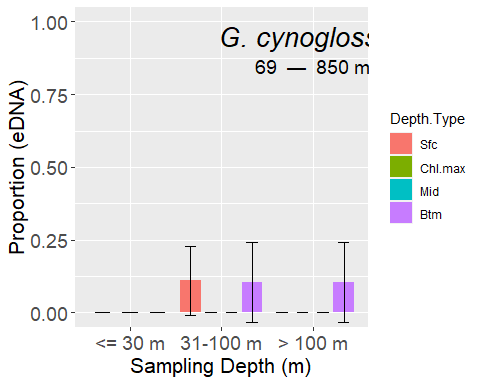 G. cynogloss
69 — 850 m
1.00
0.75
0.50
0.25
0.00
Proportion (eDNA)
<= 30 m 31-100 m > 100 m
Sampling Depth (m)
Depth.Type
Sfc
Chl.max
Mid
Btm